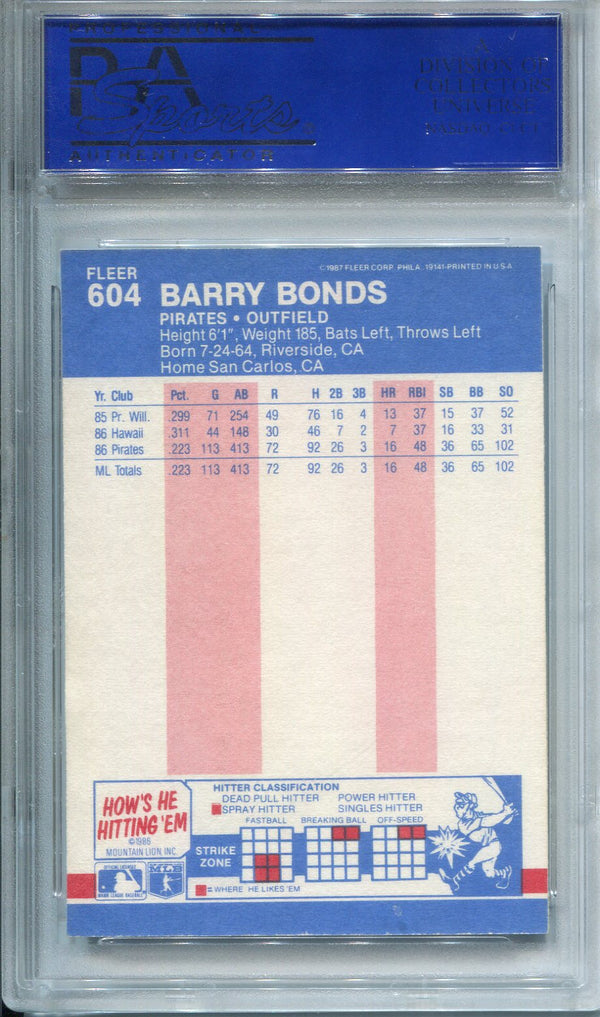 PROFESSIONAL
PSA
Sports
AUTHENTICATOR
A
DIVISION OF
COLLECTORS
UNIVERSE
NASDAQ: CLCT
FLEER
604
© 1987 FLEER CORP. PHILA. 19141-PRINTED IN U.S.A.
BARRY BONDS
PIRATES • OUTFIELD
Height 6'1", Weight 185, Bats Left, Throws Left
Born 7-24-64, Riverside, CA
Home San Carlos, CA
Yr. Club Pct. G AB R H 2B 3B HR RBI SB BB SO
85 Pr. Will. .299 71 254 49 76 16 4 13 37 15 37 52
86 Hawaii .311 44 148 30 46 7 2 7 37 16 33 31
86 Pirates .223 113 413 72 92 26 3 16 48 36 65 102
ML Totals .223 113 413 72 92 26 3 16 48 36 65 102
HOW'S HE
HITTING 'EM
©1986
MOUNTAIN LION, INC.
HITTER CLASSIFICATION
DEAD PULL HITTER POWER HITTER
SPRAY HITTER SINGLES HITTER
FASTBALL BREAKING BALL OFF-SPEED
STRIKE
ZONE
=WHERE HE LIKES 'EM
OFFICIAL LICENSEE
MAJOR LEAGUE BASEBALL